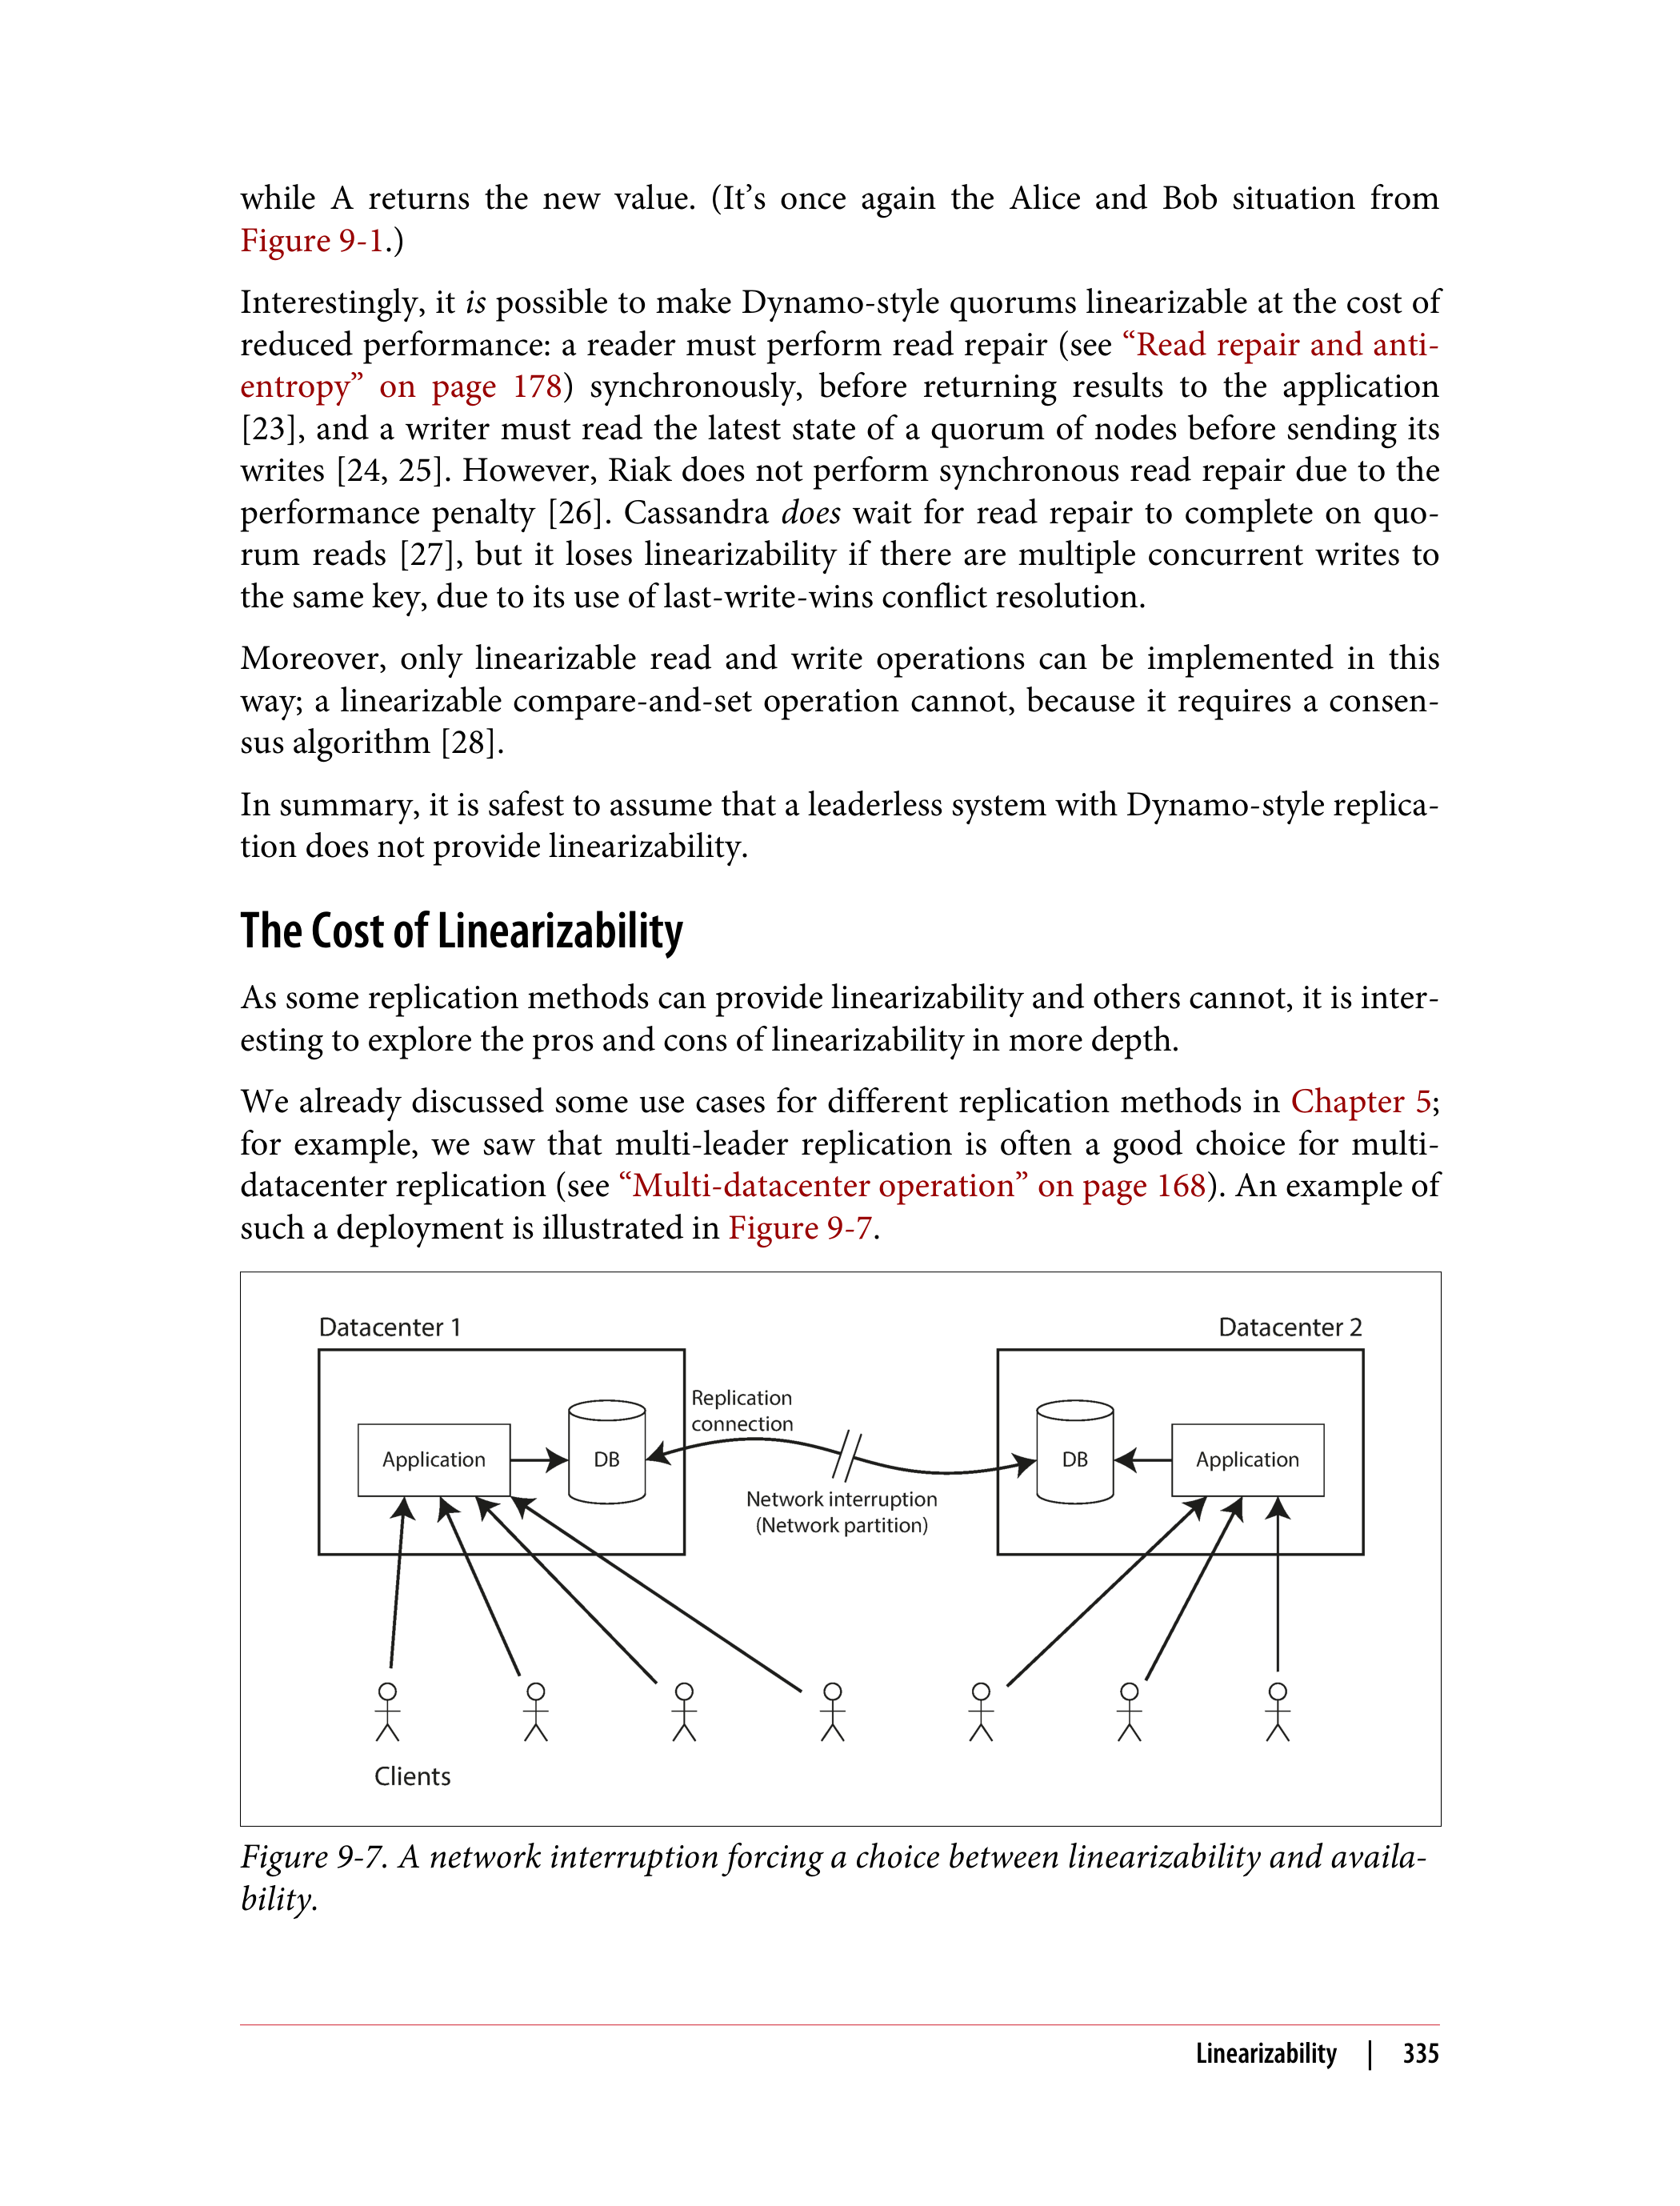 while A returns the new value. (It’s once again the Alice and Bob situation from
Figure 9-1.)
Interestingly, it is possible to make Dynamo-style quorums linearizable at the cost of
reduced performance: a reader must perform read repair (see “Read repair and anti-
entropy” on page 178) synchronously, before returning results to the application
[23], and a writer must read the latest state of a quorum of nodes before sending its
writes [24, 25]. However, Riak does not perform synchronous read repair due to the
performance penalty [26]. Cassandra does wait for read repair to complete on quo-
rum reads [27], but it loses linearizability if there are multiple concurrent writes to
the same key, due to its use of last-write-wins conflict resolution.
Moreover, only linearizable read and write operations can be implemented in this
way; a linearizable compare-and-set operation cannot, because it requires a consen-
sus algorithm [28].
In summary, it is safest to assume that a leaderless system with Dynamo-style replica-
tion does not provide linearizability.
The Cost of Linearizability
As some replication methods can provide linearizability and others cannot, it is inter-
esting to explore the pros and cons of linearizability in more depth.
We already discussed some use cases for different replication methods in Chapter 5;
for example, we saw that multi-leader replication is often a good choice for multi-
datacenter replication (see “Multi-datacenter operation” on page 168). An example of
such a deployment is illustrated in Figure 9-7.
Datacenter 1
Datacenter 2
Replication
connection
Application
DB
DB
Application
Network interruption
(Network partition)
Clients
Figure 9-7. A network interruption forcing a choice between linearizability and availa-
bility.
Linearizability | 335